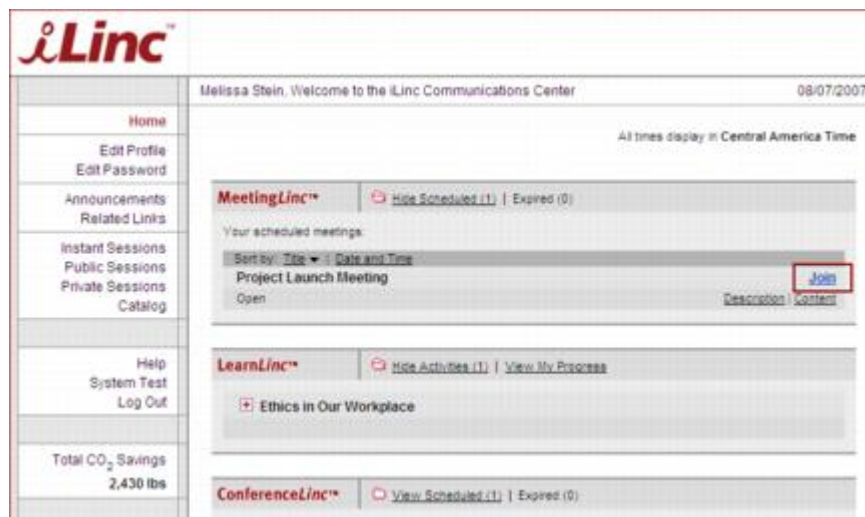 iLinc™
Melissa Stein, Welcome to the iLinc Communications Center 08/07/2007
All times display in Central America Time
Home
Edit Profile
Edit Password
Announcements
Related Links
Instant Sessions
Public Sessions
Private Sessions
Catalog
Help
System Test
Log Out
Total CO2 Savings
2,430 lbs
MeetingLinc™ Hide Scheduled (1) | Expired (0)
Your scheduled meetings:
Sort by: Title | Date and Time
Project Launch Meeting Join
Open Description | Content
LearnLinc™ Hide Activities (1) | View My Progress
Ethics in Our Workplace
ConferenceLinc™ View Scheduled (1) | Expired (0)